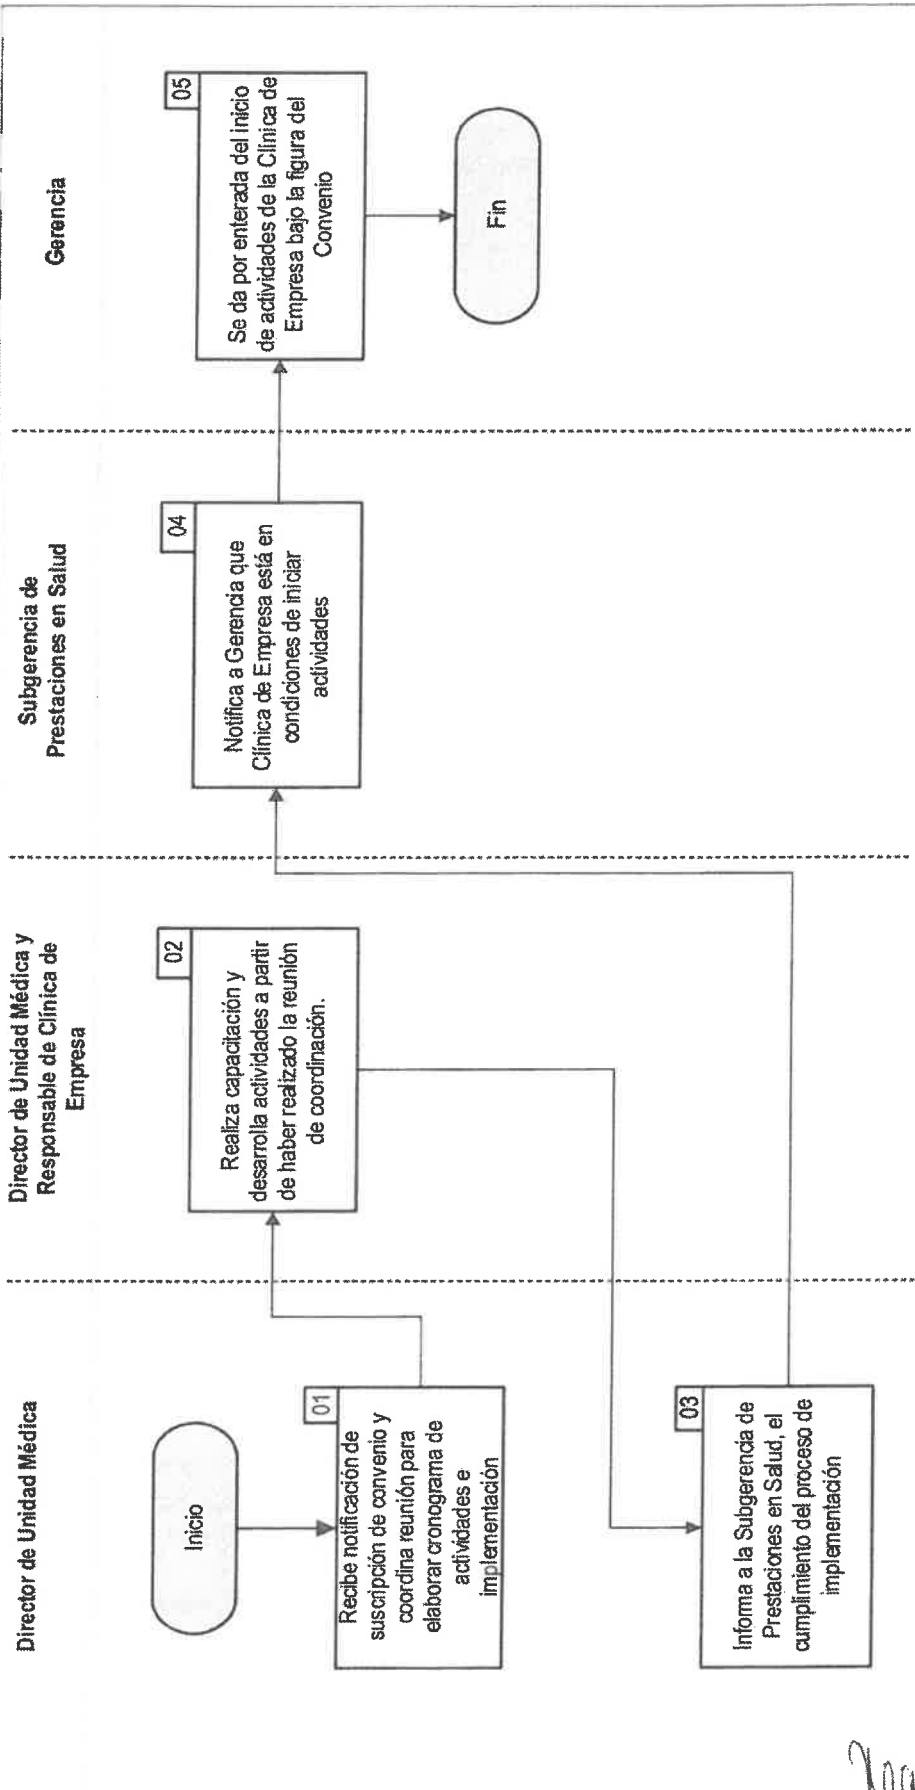 Director de Unidad Médica
Director de Unidad Médica y
Responsable de Clínica de
Empresa
Subgerencia de
Prestaciones en Salud
Gerencia
Inicio
01
Recibe notificación de
suscripción de convenio y
coordina reunión para
elaborar cronograma de
actividades e
implementación
02
Realiza capacitación y
desarrolla actividades a partir
de haber realizado la reunión
de coordinación.
03
Informa a la Subgerencia de
Prestaciones en Salud, el
cumplimiento del proceso de
implementación
04
Notifica a Gerencia que
Clínica de Empresa está en
condiciones de iniciar
actividades
05
Se da por enterada del inicio
de actividades de la Clínica de
Empresa bajo la figura del
Convenio
Fin